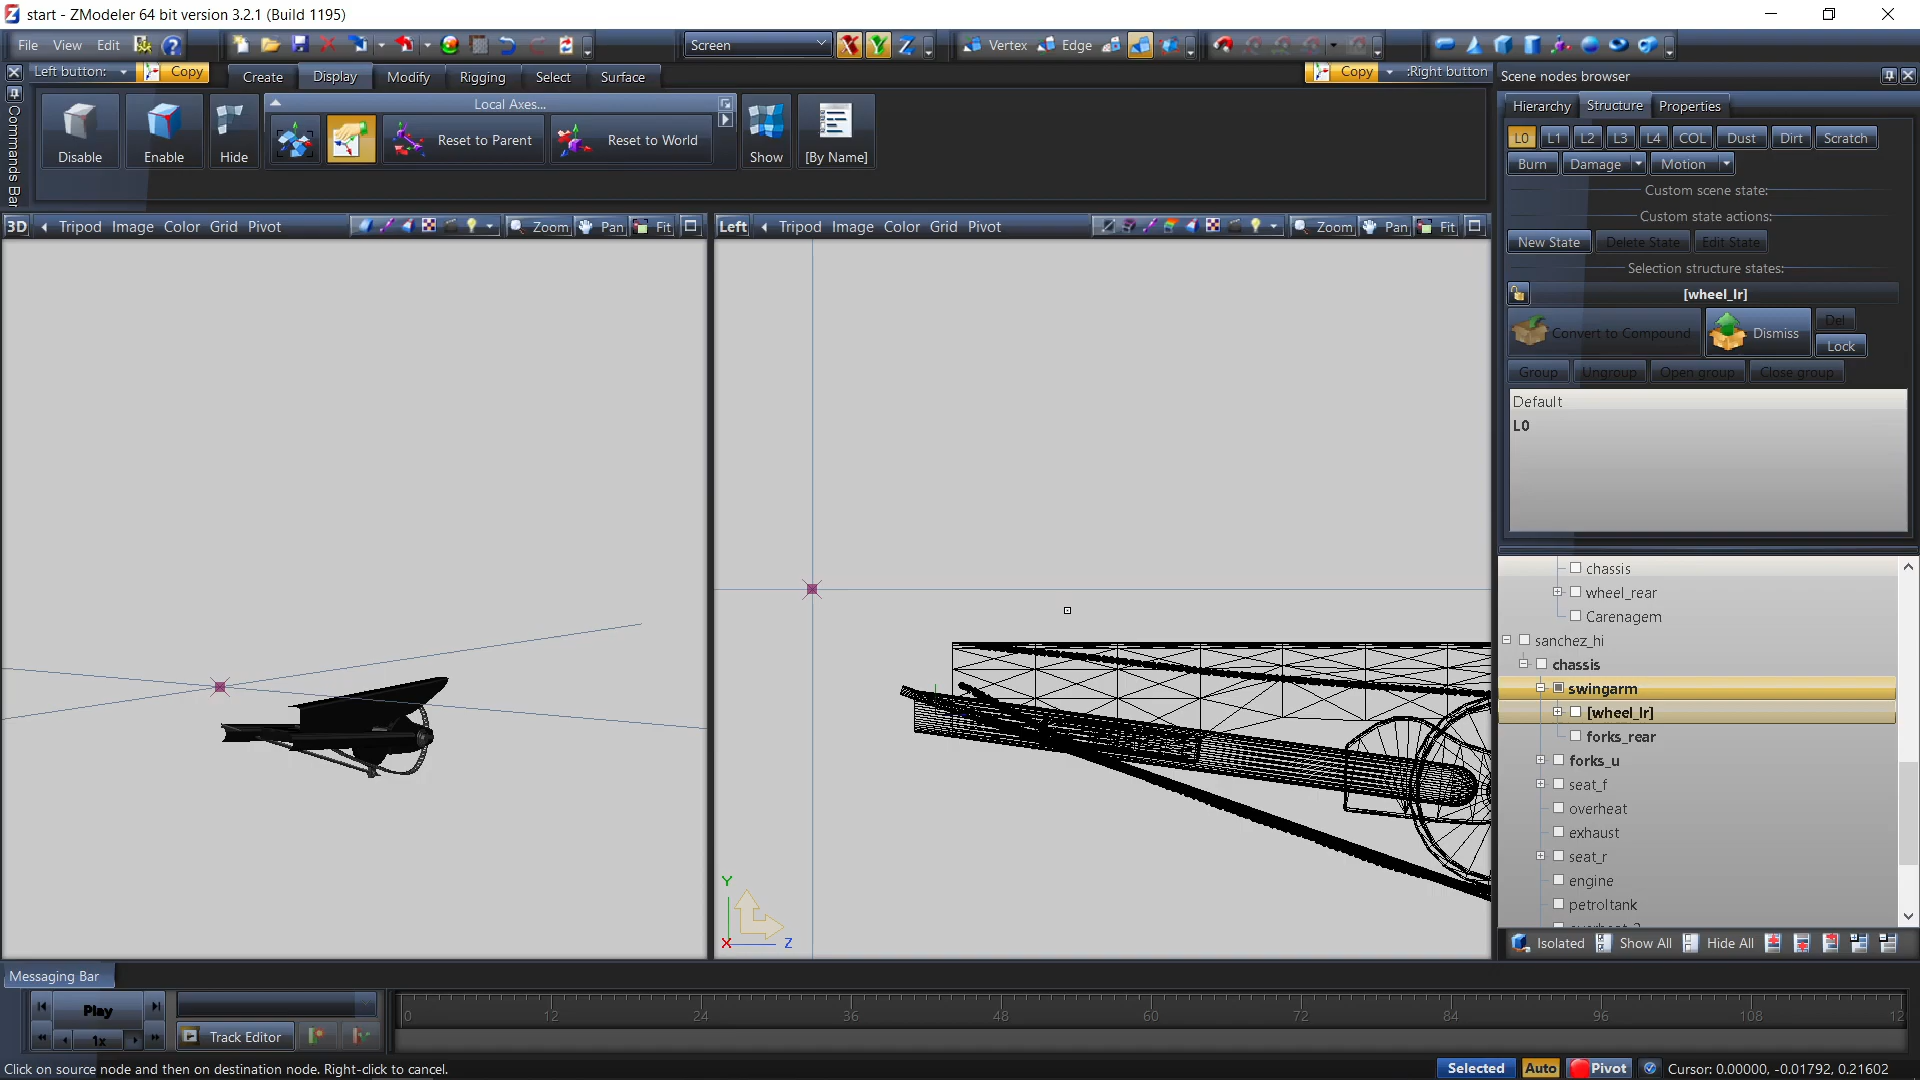 start - ZModeler 64 bit version 3.2.1 (Build 1195)
File View Edit
Screen
Vertex Edge
Left button: Copy
Create Display Modify Rigging Select Surface
Copy :Right button
Disable Enable Hide
Local Axes...
Reset to Parent Reset to World
Show [By Name]
Commands Bar
3D Tripod Image Color Grid Pivot Zoom Pan Fit
Left Tripod Image Color Grid Pivot Zoom Pan Fit
Y
X Z
Scene nodes browser
Hierarchy Structure Properties
L0 L1 L2 L3 L4 COL Dust Dirt Scratch
Burn Damage Motion
Custom scene state:
Custom state actions:
New State Delete State Edit State
Selection structure states:
[wheel_lr]
Convert to Compound Dismiss Del
Lock
Group Ungroup Open group Close group
Default
L0
chassis
wheel_rear
Carenagem
sanchez_hi
chassis
swingarm
[wheel_lr]
forks_rear
forks_u
seat_f
overheat
exhaust
seat_r
engine
petroltank
Isolated Show All Hide All
Messaging Bar
Play
1x
Track Editor
0 12 24 36 48 60 72 84 96 108
Click on source node and then on destination node. Right-click to cancel.
Selected Auto Pivot Cursor: 0.00000, -0.01792, 0.21602